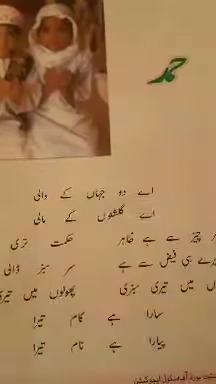 حمد
اے دو جہاں کے والی
اے گلشنوں کے مالی
چیز سے ہے ظاہر حکمت تری
ہی فیض سے ہے سر سبز ڈالی
میں تیری سبزی پھولوں میں
سارا ہے کام تیرا
پیارا ہے نام تیرا